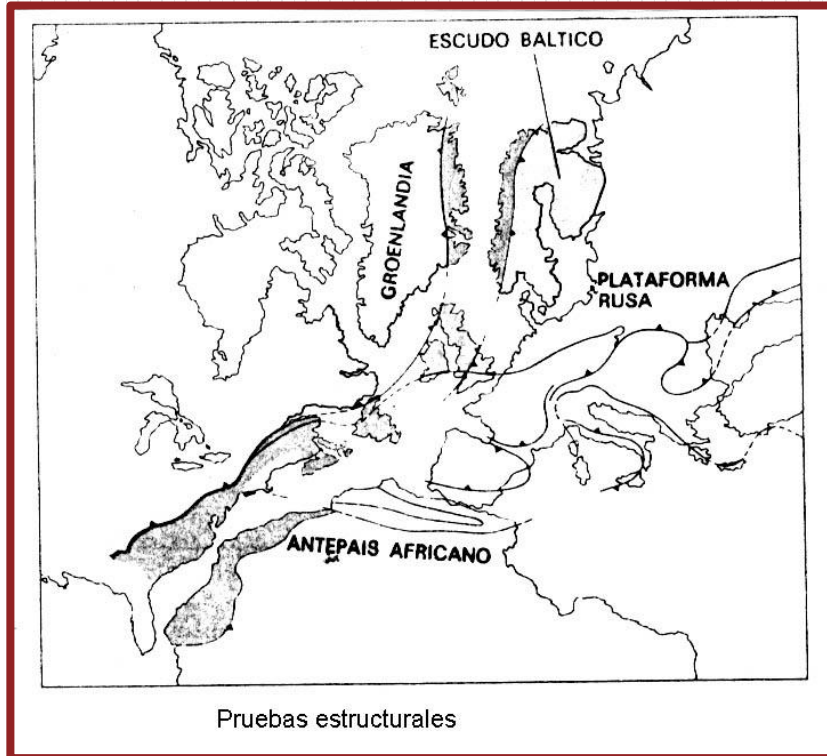 ESCUDO BALTICO
GROENLANDIA
PLATAFORMA
RUSA
ANTEPAIS AFRICANO
Pruebas estructurales